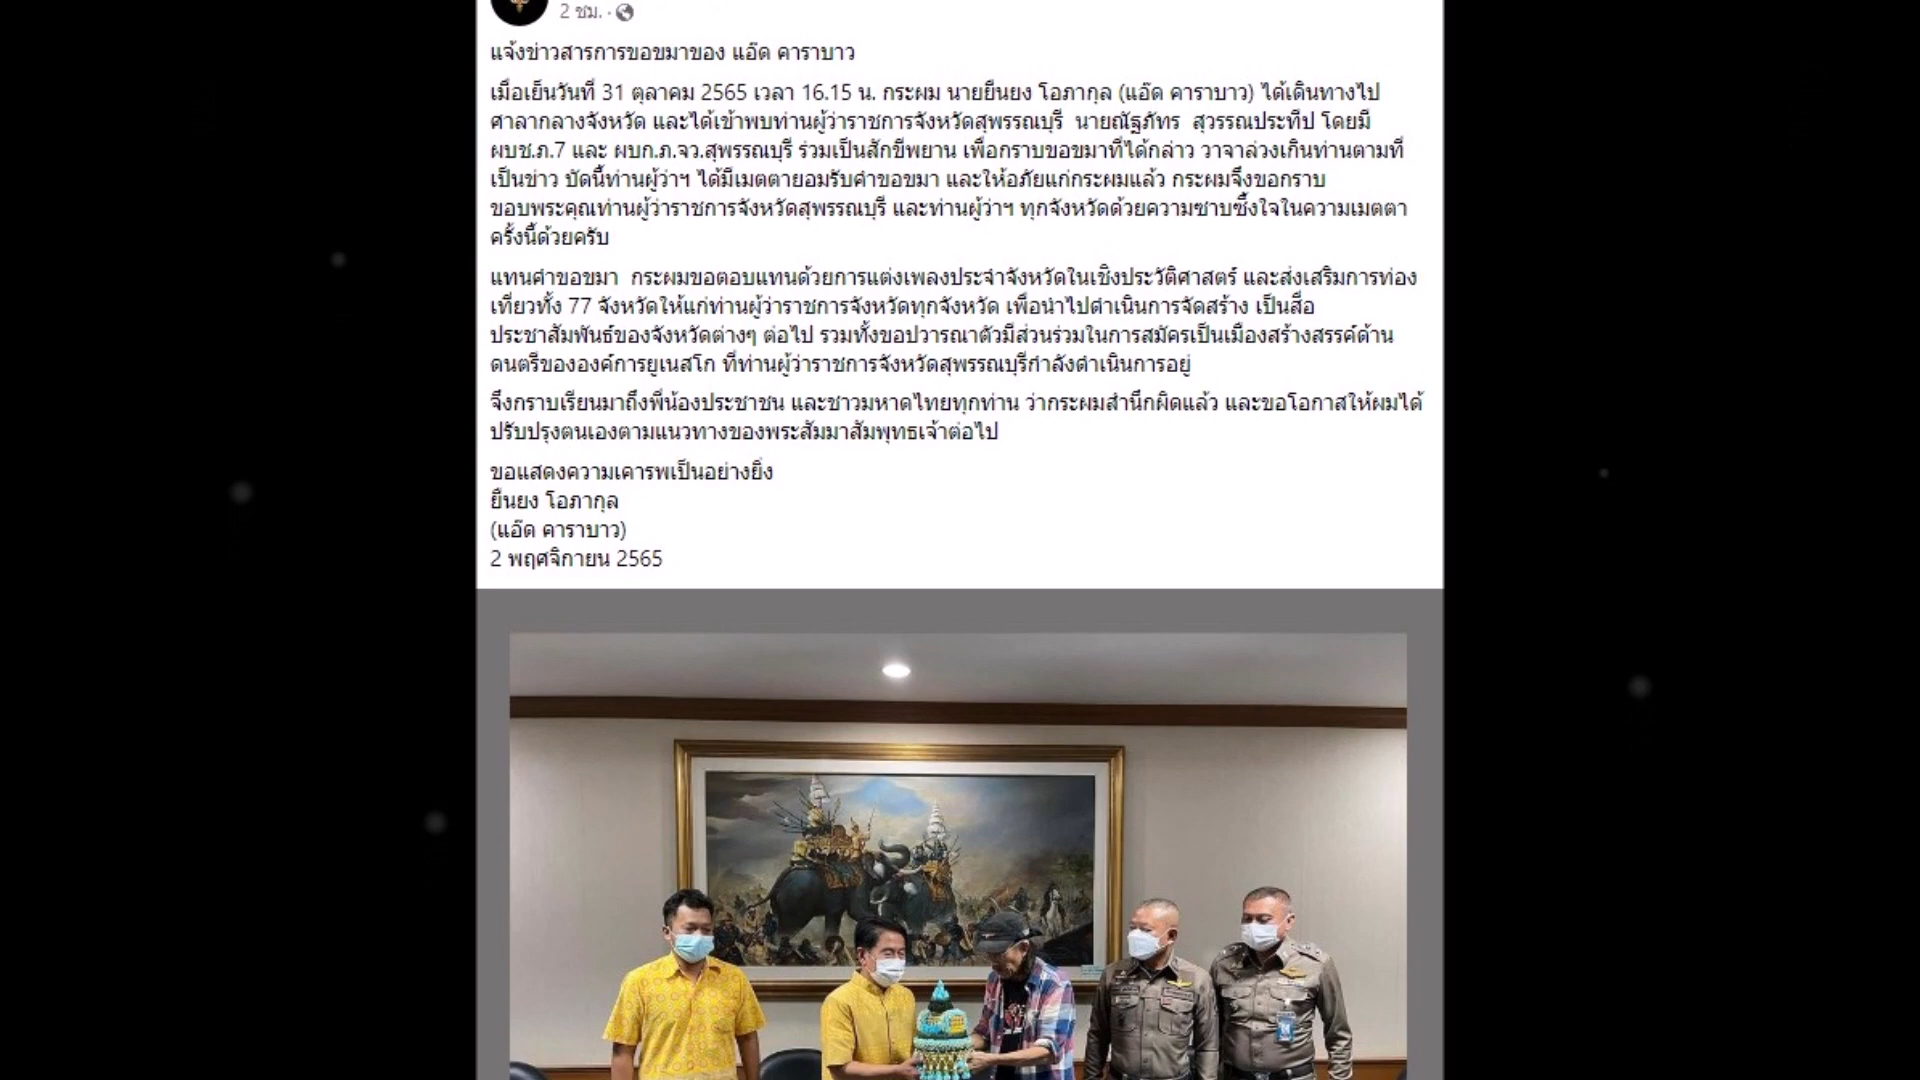 2 ชม. ·
แจ้งข่าวสารการขอขมาของ แอ๊ด คาราบาว
เมื่อเย็นวันที่ 31 ตุลาคม 2565 เวลา 16.15 น. กระผม นายยืนยง โอภากุล (แอ๊ด คาราบาว) ได้เดินทางไป
ศาลากลางจังหวัด และได้เข้าพบท่านผู้ว่าราชการจังหวัดสุพรรณบุรี นายณัฐภัทร สุวรรณประทีป โดยมี
ผบช.ภ.7 และ ผบก.ภ.จว.สุพรรณบุรี ร่วมเป็นสักขีพยาน เพื่อกราบขอขมาที่ได้กล่าว วาจาล่วงเกินท่านตามที่
เป็นข่าว บัดนี้ท่านผู้ว่าฯ ได้มีเมตตายอมรับคำขอขมา และให้อภัยแก่กระผมแล้ว กระผมจึงขอกราบ
ขอบพระคุณท่านผู้ว่าราชการจังหวัดสุพรรณบุรี และท่านผู้ว่าฯ ทุกจังหวัดด้วยความซาบซึ้งใจในความเมตตา
ครั้งนี้ด้วยครับ
แทนคำขอขมา กระผมขอตอบแทนด้วยการแต่งเพลงประจำจังหวัดในเชิงประวัติศาสตร์ และส่งเสริมการท่อง
เที่ยวทั้ง 77 จังหวัดให้แก่ท่านผู้ว่าราชการจังหวัดทุกจังหวัด เพื่อนำไปดำเนินการจัดสร้าง เป็นสื่อ
ประชาสัมพันธ์ของจังหวัดต่างๆ ต่อไป รวมทั้งขอปวารณาตัวมีส่วนร่วมในการสมัครเป็นเมืองสร้างสรรค์ด้าน
ดนตรีขององค์การยูเนสโก ที่ท่านผู้ว่าราชการจังหวัดสุพรรณบุรีกำลังดำเนินการอยู่
จึงกราบเรียนมาถึงพี่น้องประชาชน และชาวมหาดไทยทุกท่าน ว่ากระผมสำนึกผิดแล้ว และขอโอกาสให้ผมได้
ปรับปรุงตนเองตามแนวทางของพระสัมมาสัมพุทธเจ้าต่อไป
ขอแสดงความเคารพเป็นอย่างยิ่ง
ยืนยง โอภากุล
(แอ๊ด คาราบาว)
2 พฤศจิกายน 2565